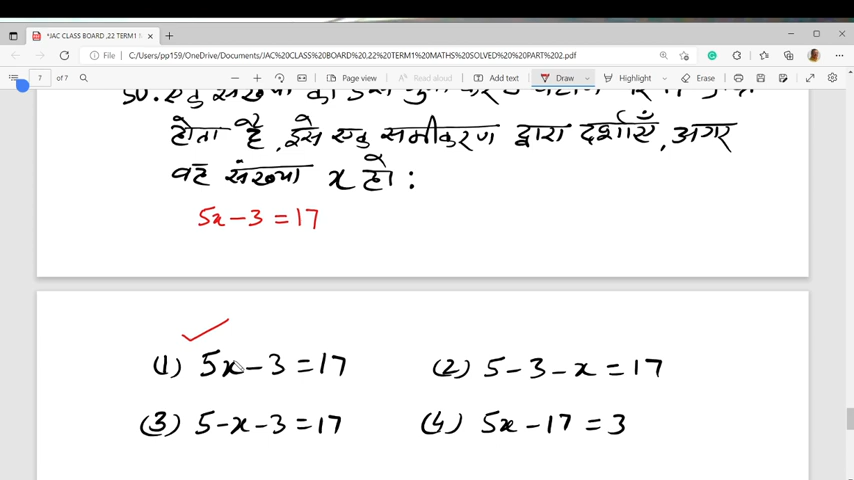 *JAC CLASS BOARD ,22 TERM1 M
File
C:/Users/pp159/OneDrive/Documents/JAC%20CLASS%20BOARD,%2022%20TERM1%20MATHS%20SOLVED%20%20PART%202.pdf
7 of 7 Page view Read aloud Add text Draw Highlight Erase
50. एक संख्या
होता है, इसे एक समीकरण द्वारा दर्शाएँ, अगर
वह संख्या x हो :
5x - 3 = 17
(1) 5x - 3 = 17
(2) 5 - 3 - x = 17
(3) 5 - x - 3 = 17
(4) 5x - 17 = 3